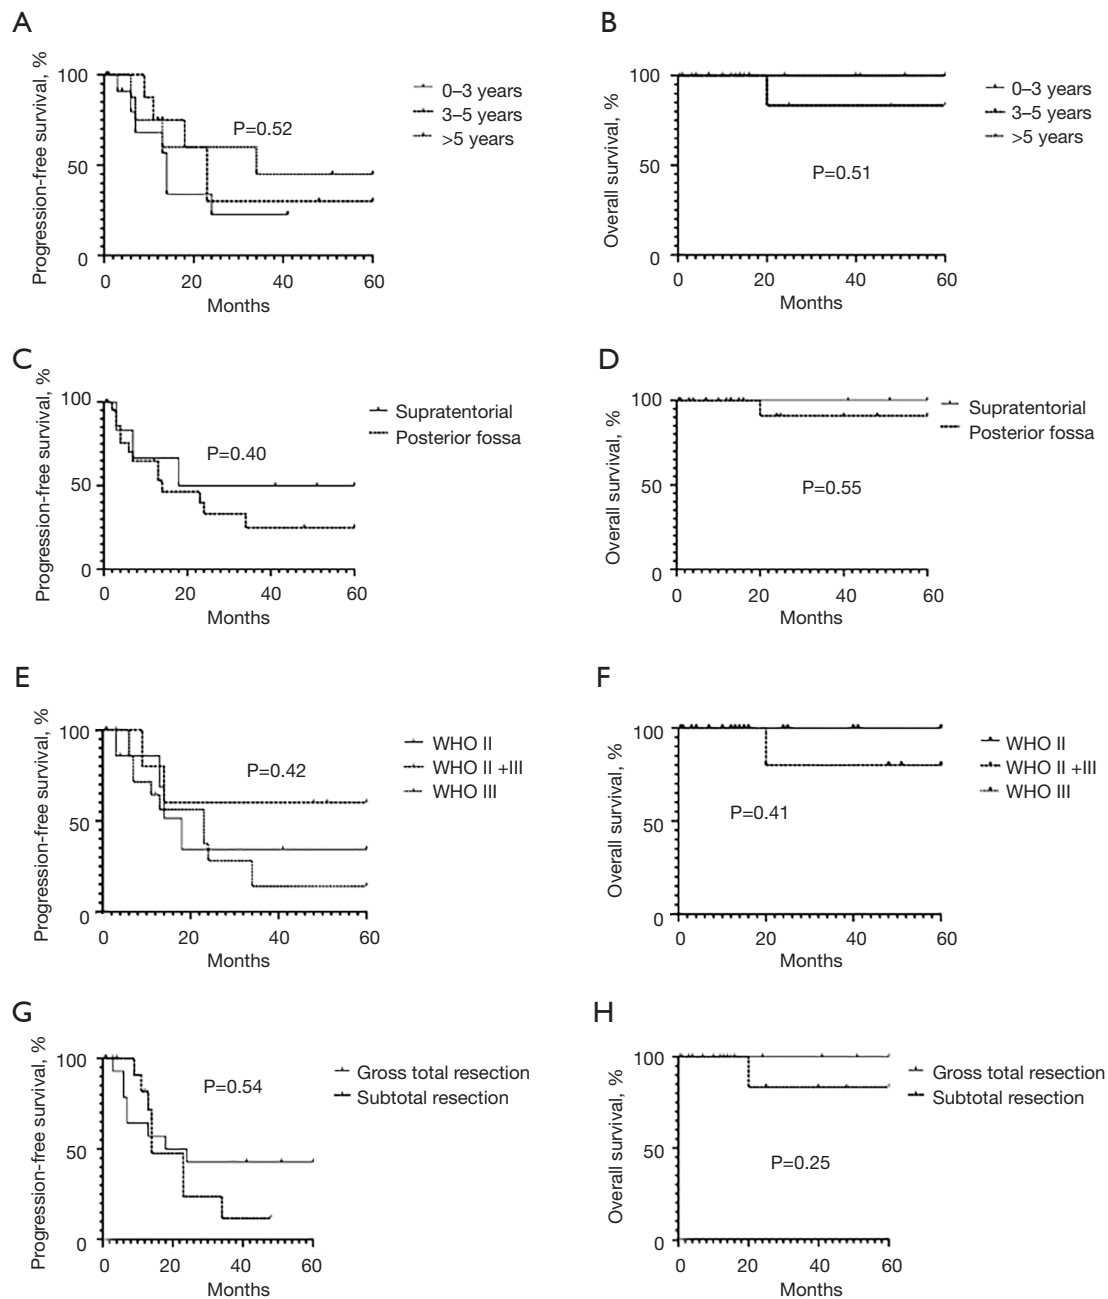 A
Progression-free survival, %
100
50
0
0 20 40 60
Months
P=0.52
0–3 years
3–5 years
>5 years
B
Overall survival, %
100
50
0
0 20 40 60
Months
P=0.51
0–3 years
3–5 years
>5 years
C
Progression-free survival, %
100
50
0
0 20 40 60
Months
P=0.40
Supratentorial
Posterior fossa
D
Overall survival, %
100
50
0
0 20 40 60
Months
P=0.55
Supratentorial
Posterior fossa
E
Progression-free survival, %
100
50
0
0 20 40 60
Months
P=0.42
WHO II
WHO II +III
WHO III
F
Overall survival, %
100
50
0
0 20 40 60
Months
P=0.41
WHO II
WHO II +III
WHO III
G
Progression-free survival, %
100
50
0
0 20 40 60
Months
P=0.54
Gross total resection
Subtotal resection
H
Overall survival, %
100
50
0
0 20 40 60
Months
P=0.25
Gross total resection
Subtotal resection